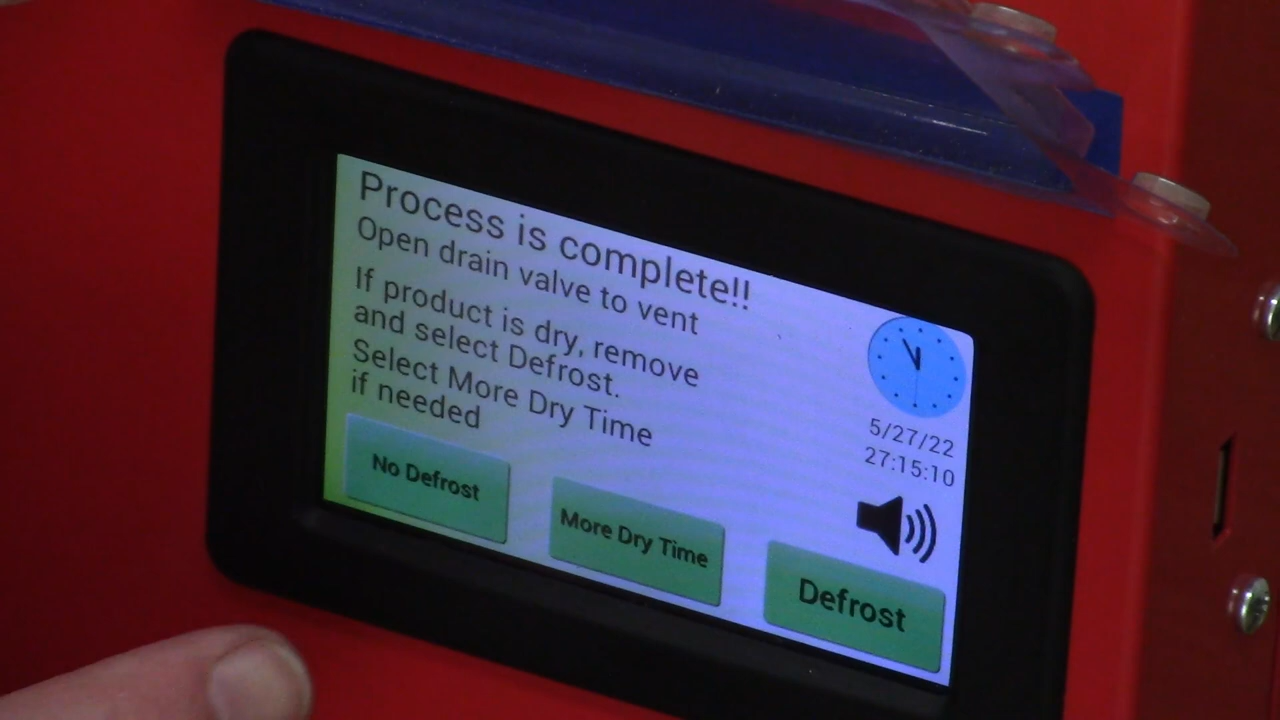 Process is complete!!
Open drain valve to vent
If product is dry, remove
and select Defrost.
Select More Dry Time
if needed
5/27/22
27:15:10
No Defrost
More Dry Time
Defrost